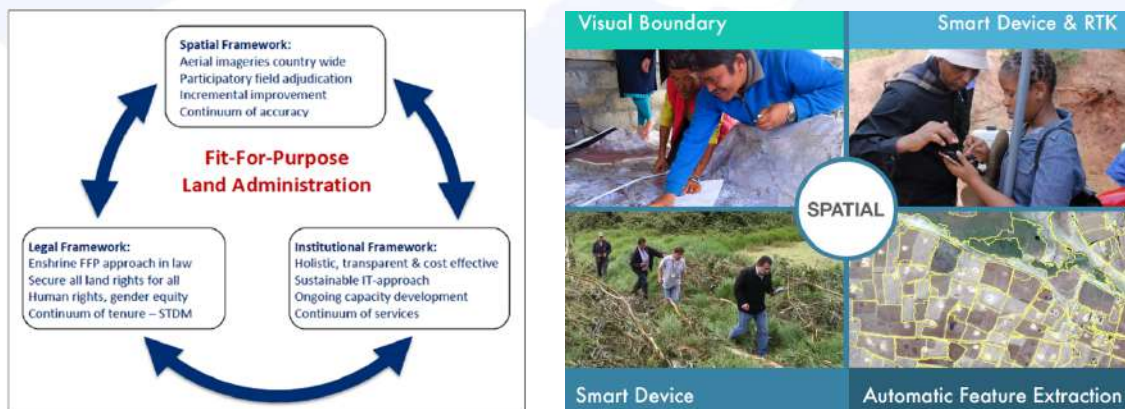 Spatial Framework:
Aerial imageries country wide
Participatory field adjudication
Incremental improvement
Continuum of accuracy
Fit-For-Purpose
Land Administration
Legal Framework:
Enshrine FFP approach in law
Secure all land rights for all
Human rights, gender equity
Continuum of tenure – STDM
Institutional Framework:
Holistic, transparent & cost effective
Sustainable IT-approach
Ongoing capacity development
Continuum of services
Visual Boundary
Smart Device & RTK
SPATIAL
Smart Device
Automatic Feature Extraction